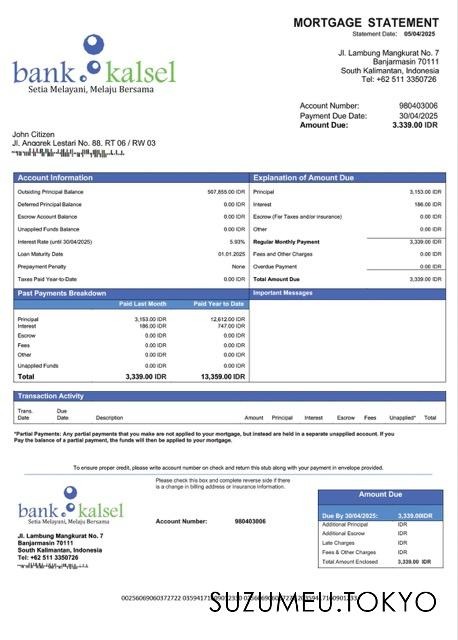 MORTGAGE STATEMENT
Statement Date: 05/04/2025
bank kalsel
Setia Melayani, Melaju Bersama
Jl. Lambung Mangkurat No. 7
Banjarmasin 70111
South Kalimantan, Indonesia
Tel: +62 511 3350726
Account Number: 980403006
Payment Due Date: 30/04/2025
Amount Due: 3.339.00 IDR
John Citizen
Jl. Anggrek Lestari No. 88. RT 06 / RW 03
Account Information
Outsiding Principal Balance 507,855.00 IDR
Deferred Principal Balance 0.00 IDR
Escrow Account Balance 0.00 IDR
Unapplied Funds Balance 0.00 IDR
Interest Rate (until 30/04/2025) 5.93%
Loan Maturity Date 01.01.2025
Prepayment Penalty None
Taxes Paid Year-to-Date 0.00 IDR
Explanation of Amount Due
Principal 3,153.00 IDR
Interest 186.00 IDR
Escrow (For Taxes and/or insurance) 0.00 IDR
Other 0.00 IDR
Regular Monthly Payment 3,339.00 IDR
Fees and Other Charges 0.00 IDR
Overdue Payment 0.00 IDR
Total Amount Due 3,339.00 IDR
Past Payments Breakdown
Paid Last Month Paid Year to Date
Principal 3,153.00 IDR 12,612.00 IDR
Interest 186.00 IDR 747.00 IDR
Escrow 0.00 IDR 0.00 IDR
Fees 0.00 IDR 0.00 IDR
Other 0.00 IDR 0.00 IDR
Unapplied Funds 0.00 IDR 0.00 IDR
Total 3,339.00 IDR 13,359.00 IDR
Important Messages
Transaction Activity
Trans. Date Due Date Description Amount Principal Interest Escrow Fees Unapplied* Total
*Partial Payments: Any partial payments that you make are not applied to your mortgage, but instead are held in a separate unapplied account. If you
Pay the balance of a partial payment, the funds will then be applied to your mortgage.
To ensure proper credit, please write account number on check and return this stub along with your payment in envelope provided.
bank kalsel
Setia Melayani, Melaju Bersama
Jl. Lambung Mangkurat No. 7
Banjarmasin 70111
South Kalimantan, Indonesia
Tel: +62 511 3350726
Please check this box and complete reverse side if there
is a change in billing address or insurance information.
Account Number: 980403006
Amount Due
Due By 30/04/2025: 3,339.00IDR
Additional Principal IDR
Additional Escrow IDR
Late Charges IDR
Fees & Other Charges IDR
Total Amount Enclosed 3,339.00 IDR
SUZUMEU.TOKYO